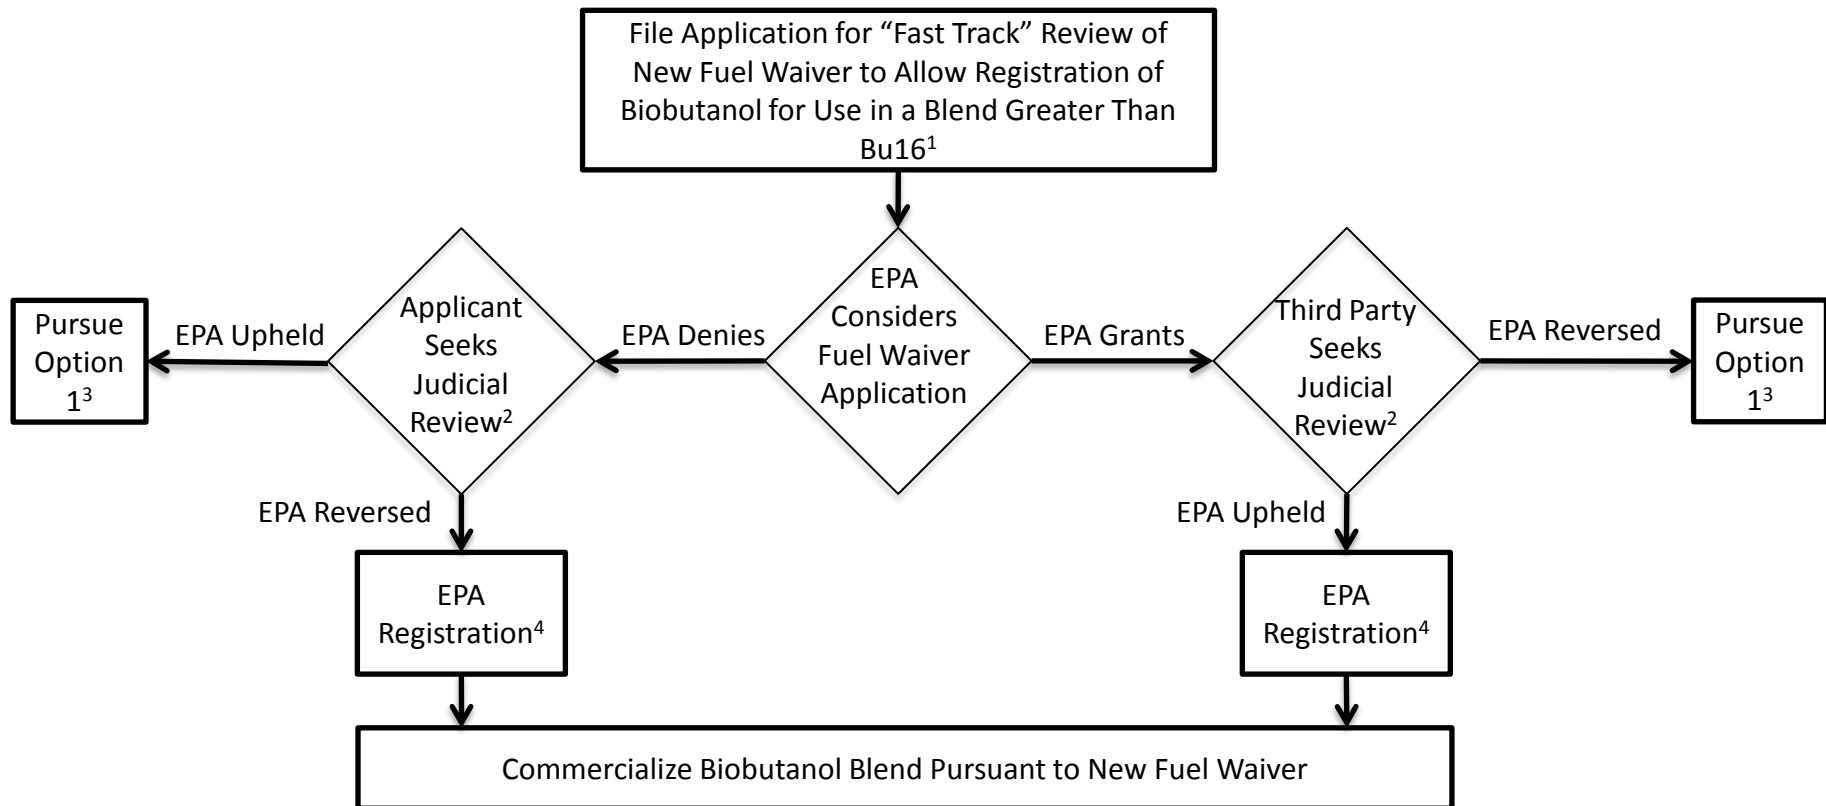 File Application for “Fast Track” Review of
New Fuel Waiver to Allow Registration of
Biobutanol for Use in a Blend Greater Than
Bu16¹
Pursue
Option
1³
EPA Upheld
Applicant
Seeks
Judicial
Review²
EPA Denies
EPA
Considers
Fuel Waiver
Application
EPA Grants
Third Party
Seeks
Judicial
Review²
EPA Reversed
Pursue
Option
1³
EPA Reversed
EPA Upheld
EPA
Registration⁴
EPA
Registration⁴
Commercialize Biobutanol Blend Pursuant to New Fuel Waiver